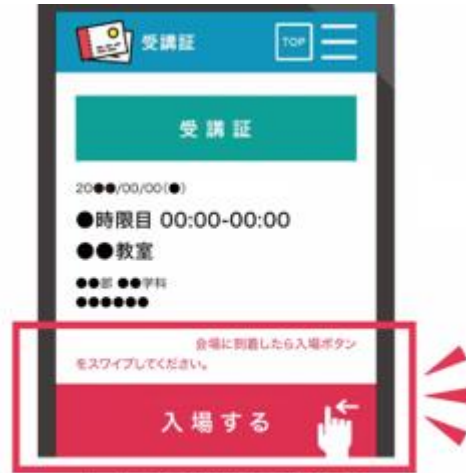 受講証
TOP
受講証
20●●/00/00(●)
●時限目 00:00-00:00
●●教室
●●部 ●●学科
●●●●●●
会場に到着したら入場ボタン
をスワイプしてください。
入場する